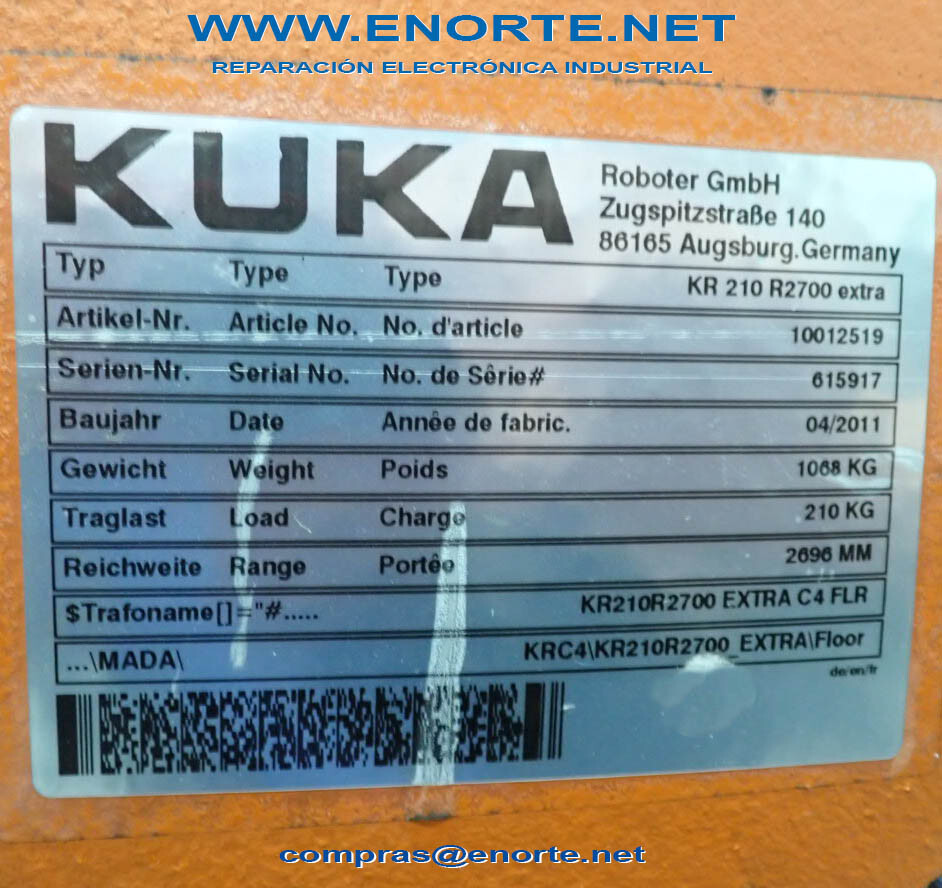 WWW.ENORTE.NET
REPARACIÓN ELECTRÓNICA INDUSTRIAL
KUKA
Roboter GmbH
Zugspitzstraße 140
86165 Augsburg.Germany
Typ Type Type KR 210 R2700 extra
Artikel-Nr. Article No. No. d'article 10012519
Serien-Nr. Serial No. No. de Sêrie# 615917
Baujahr Date Annêe de fabric. 04/2011
Gewicht Weight Poids 1068 KG
Traglast Load Charge 210 KG
Reichweite Range Portêe 2696 MM
$Trafoname[]="#..... KR210R2700 EXTRA C4 FLR
...\MADA\ KRC4\KR210R2700_EXTRA\Floor
de/en/fr
compras@enorte.net